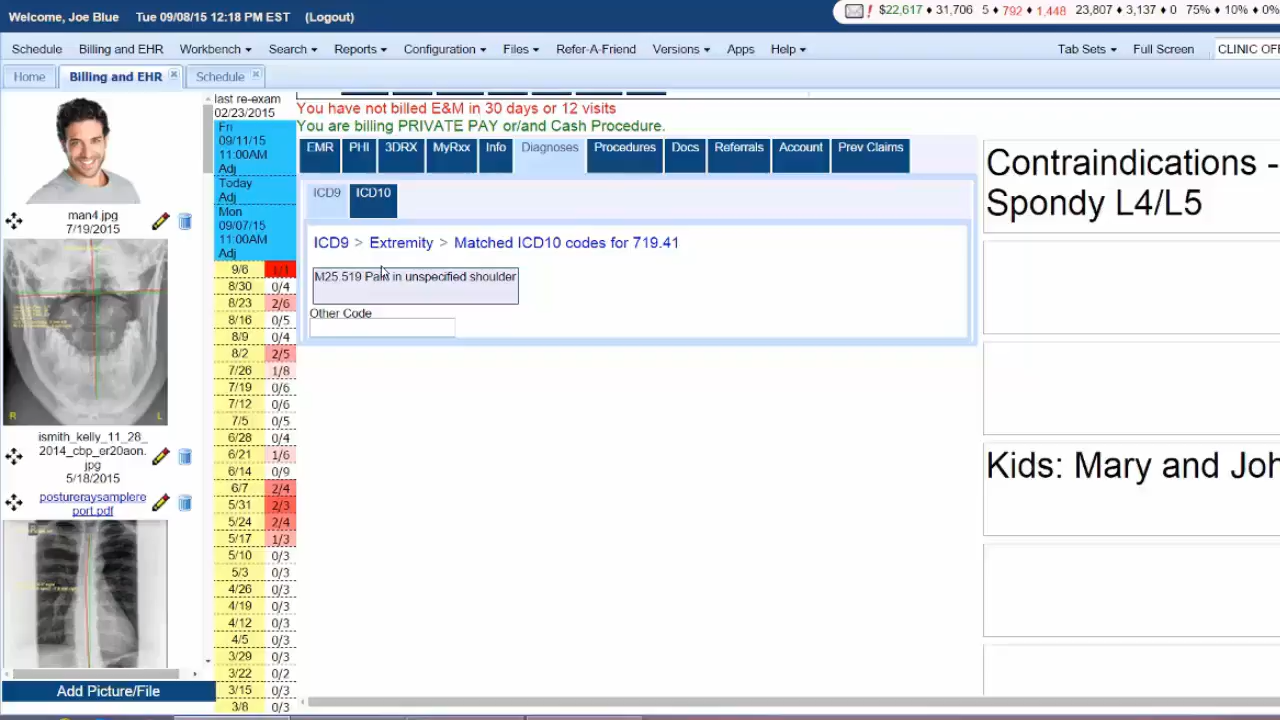 Welcome, Joe Blue Tue 09/08/15 12:18 PM EST (Logout)
$22,617 ♦ 31,706 5 ♦ 792 ♦ 1,448 23,807 ♦ 3,137 ♦ 0 75% ♦ 10% ♦ 0%
Schedule Billing and EHR Workbench Search Reports Configuration Files Refer-A-Friend Versions Apps Help Tab Sets Full Screen CLINIC OFF
Home Billing and EHR Schedule
last re-exam
02/23/2015
Fri
09/11/15
11:00AM
Adj
Today
Adj
Mon
09/07/15
11:00AM
Adj
9/6 1/1
8/30 0/4
8/23 2/6
8/16 0/5
8/9 0/4
8/2 2/5
7/26 1/8
7/19 0/6
7/12 0/6
7/5 0/5
6/28 0/4
6/21 1/6
6/14 0/9
6/7 2/4
5/31 2/3
5/24 2/4
5/17 1/3
5/10 0/3
5/3 0/3
4/26 0/3
4/19 0/3
4/12 0/3
4/5 0/3
3/29 0/3
3/22 0/2
3/15 0/3
3/8 0/3
man4.jpg
7/19/2015
R L
ismith_kelly_11_28_
2014_cbp_er20aon.
jpg
5/18/2015
postureraysamplere
port.pdf
Add Picture/File
You have not billed E&M in 30 days or 12 visits
You are billing PRIVATE PAY or/and Cash Procedure.
EMR PHI 3DRX MyRxx Info Diagnoses Procedures Docs Referrals Account Prev Claims
ICD9 ICD10
ICD9 > Extremity > Matched ICD10 codes for 719.41
M25.519 Pain in unspecified shoulder
Other Code
Contraindications -
Spondy L4/L5
Kids: Mary and Joh